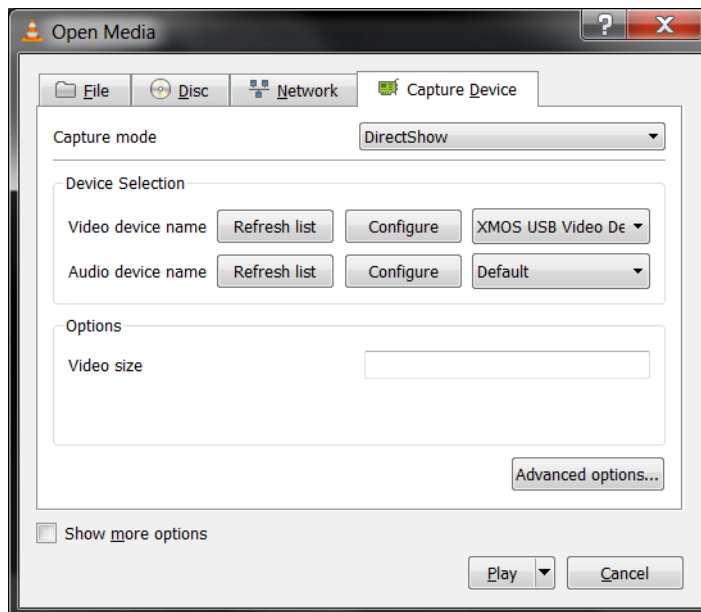 Open Media
File Disc Network Capture Device
Capture mode DirectShow
Device Selection
Video device name Refresh list Configure XMOS USB Video De
Audio device name Refresh list Configure Default
Options
Video size
Advanced options...
Show more options
Play Cancel